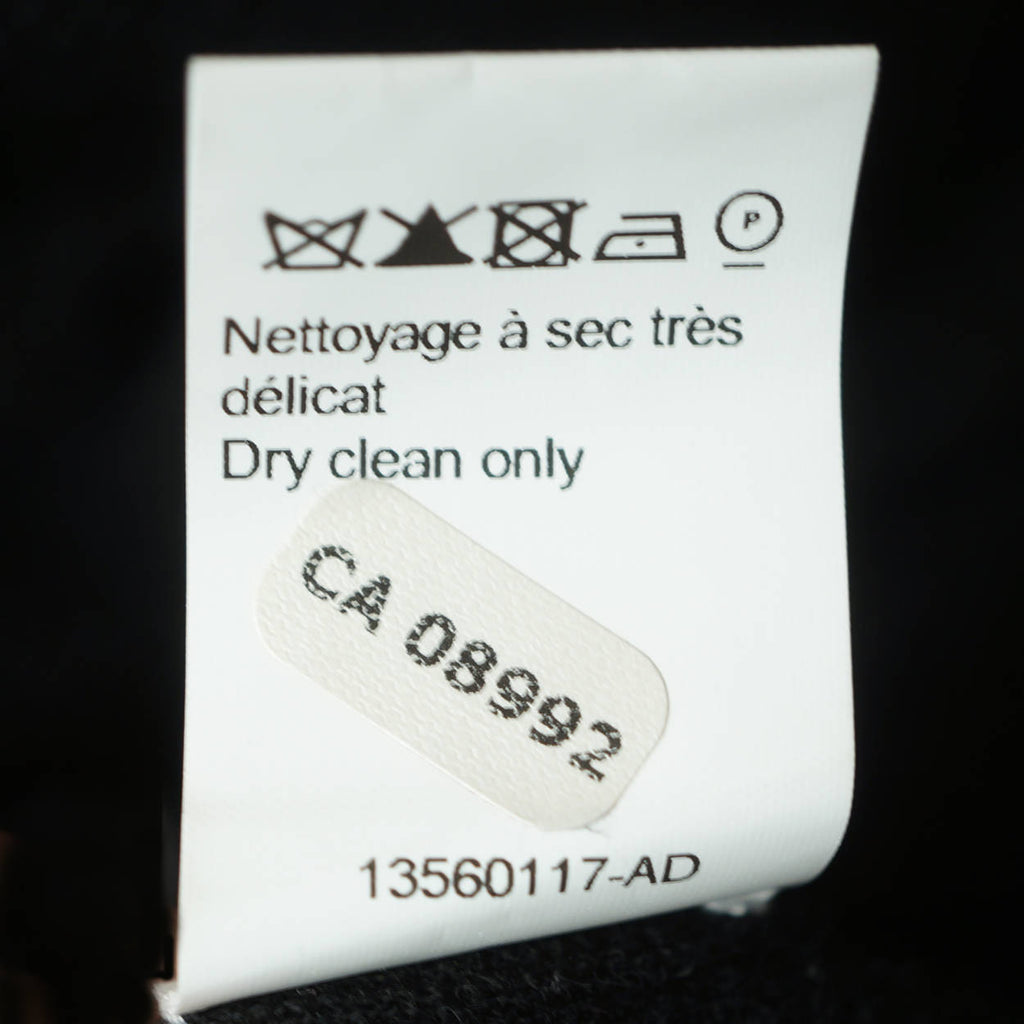 P
Nettoyage à sec très
délicat
Dry clean only
CA 08992
13560117-AD